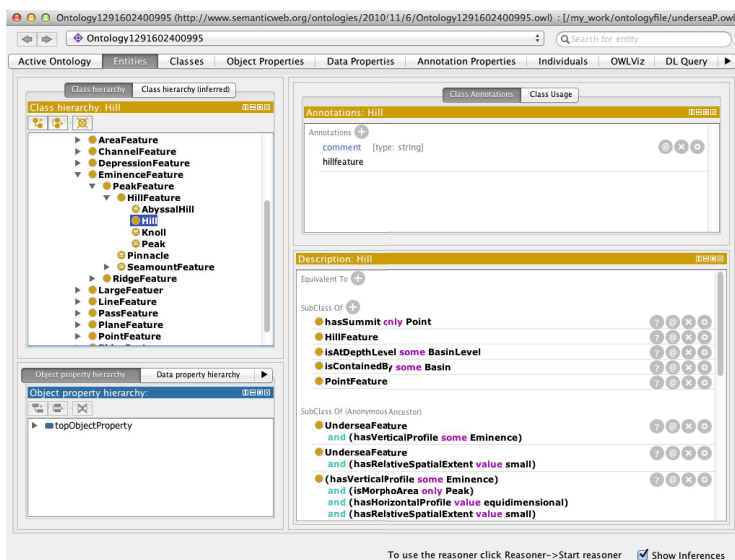 Ontology1291602400995 (http://www.semanticweb.org/ontologies/2010/11/6/Ontology1291602400995.owl) : [/my_work/ontologyfile/underseaP.owl
Ontology1291602400995
Search for entity
Active Ontology Entities Classes Object Properties Data Properties Annotation Properties Individuals OWLViz DL Query
Class hierarchy Class hierarchy (inferred)
Class hierarchy: Hill
AreaFeature
ChannelFeature
DepressionFeature
EminenceFeature
PeakFeature
HillFeature
AbyssalHill
Hill
Knoll
Peak
Pinnacle
SeamountFeature
RidgeFeature
LargeFeatuer
LineFeature
PassFeature
PlaneFeature
PointFeature
Object property hierarchy Data property hierarchy
Object property hierarchy:
topObjectProperty
Class Annotations Class Usage
Annotations: Hill
Annotations
comment [type: string]
hillfeature
Description: Hill
Equivalent To
SubClass Of
hasSummit only Point
HillFeature
isAtDepthLevel some BasinLevel
isContainedBy some Basin
PointFeature
SubClass Of (Anonymous Ancestor)
UnderseaFeature
and (hasVerticalProfile some Eminence)
UnderseaFeature
and (hasRelativeSpatialExtent value small)
(hasVerticalProfile some Eminence)
and (isMorphoArea only Peak)
and (hasHorizontalProfile value equidimensional)
and (hasRelativeSpatialExtent value small)
To use the reasoner click Reasoner->Start reasoner Show Inferences